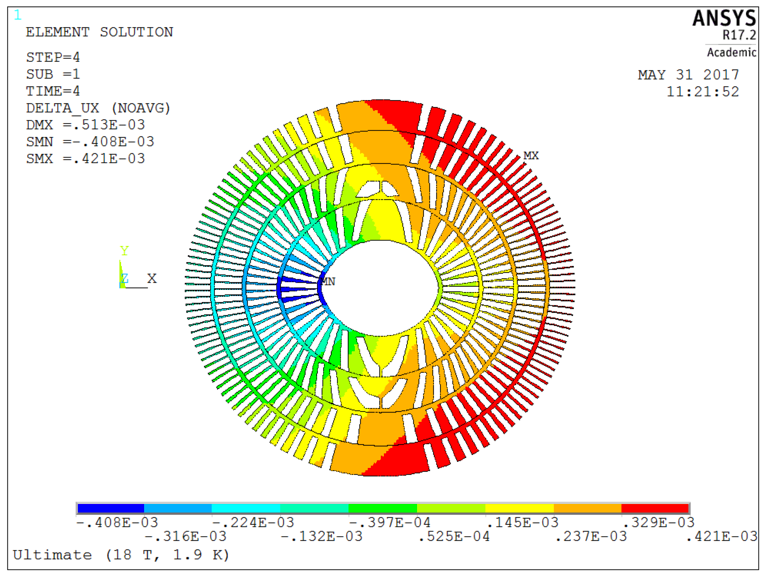 1
ELEMENT SOLUTION
STEP=4
SUB =1
TIME=4
DELTA_UX (NOAVG)
DMX =.513E-03
SMN =-.408E-03
SMX =.421E-03
ANSYS
R17.2
Academic
MAY 31 2017
11:21:52
MX
Y
Z X
MN
-.408E-03 -.224E-03 -.397E-04 .145E-03 .329E-03
-.316E-03 -.132E-03 .525E-04 .237E-03 .421E-03
Ultimate (18 T, 1.9 K)